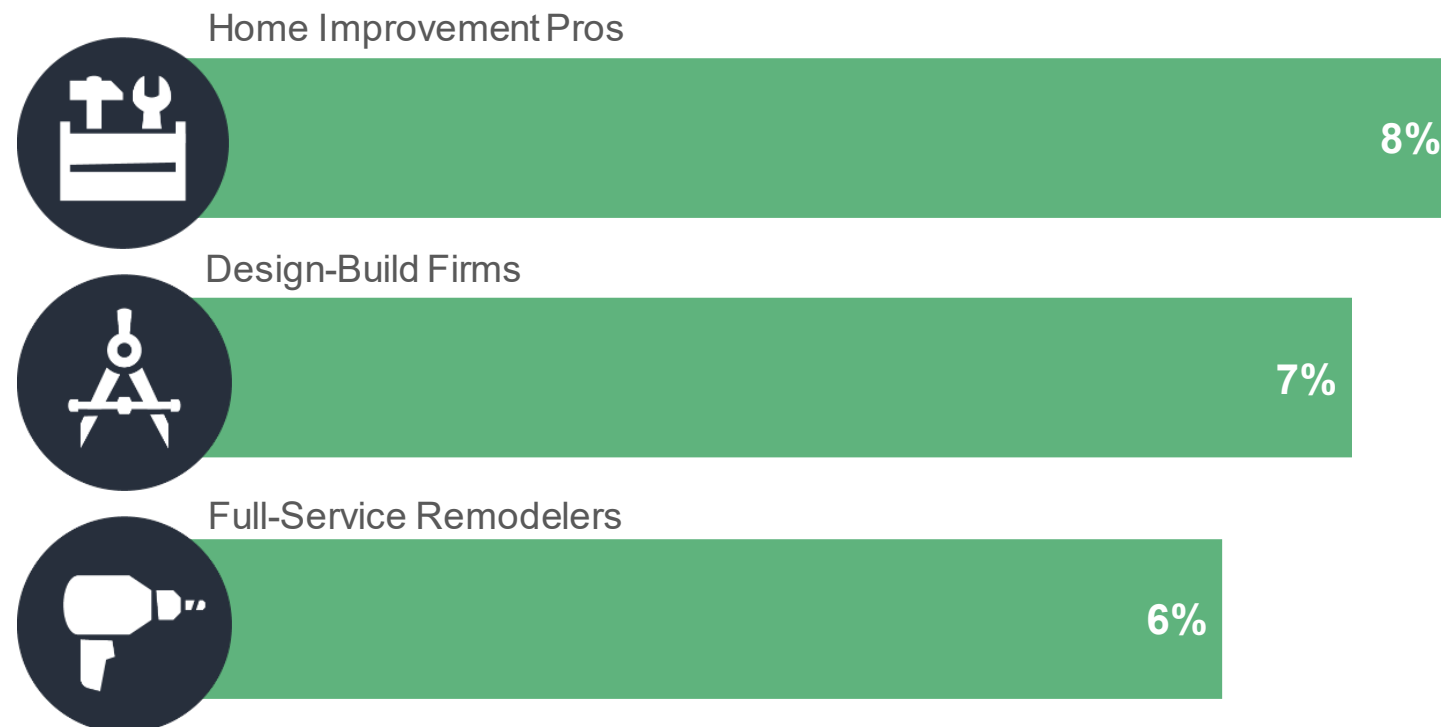 Home Improvement Pros
8%
Design-Build Firms
7%
Full-Service Remodelers
6%